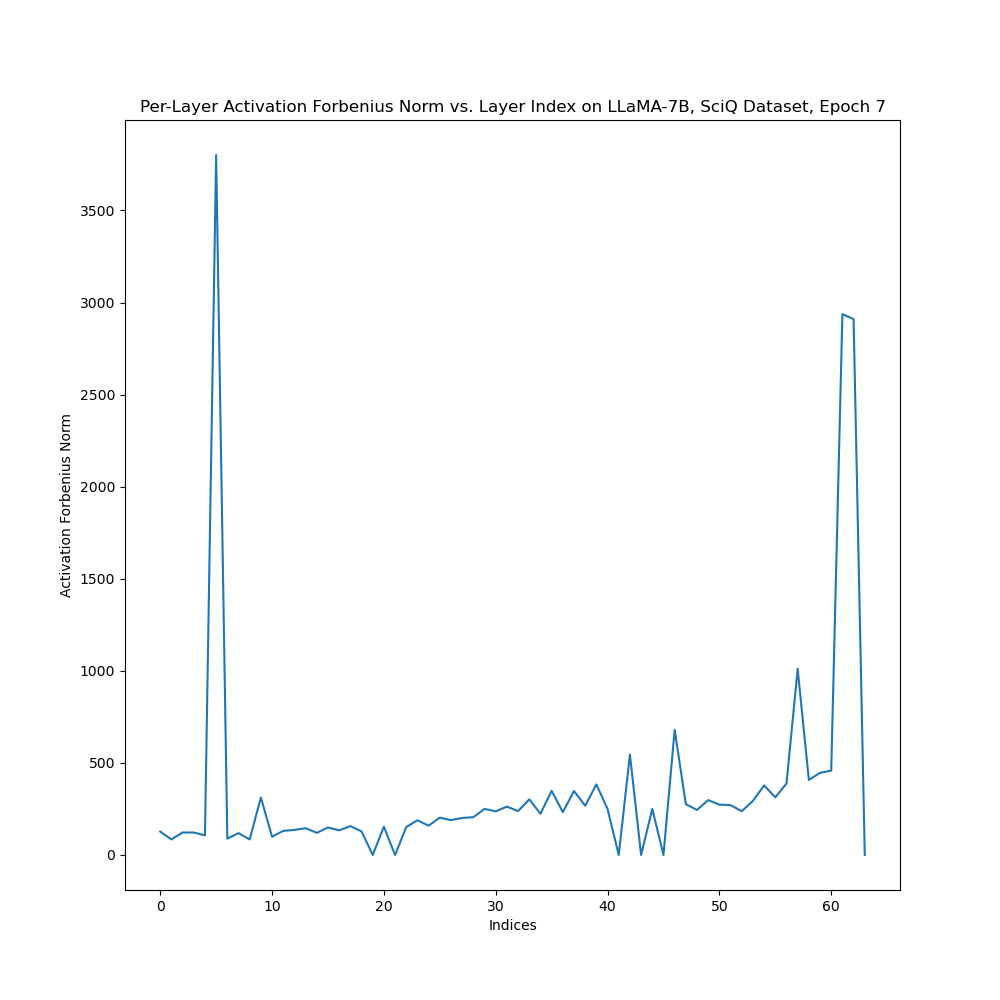 Per-Layer Activation Forbenius Norm vs. Layer Index on LLaMA-7B, SciQ Dataset, Epoch 7
3500
3000
2500
2000
1500
1000
500
0
Activation Forbenius Norm
0 10 20 30 40 50 60
Indices